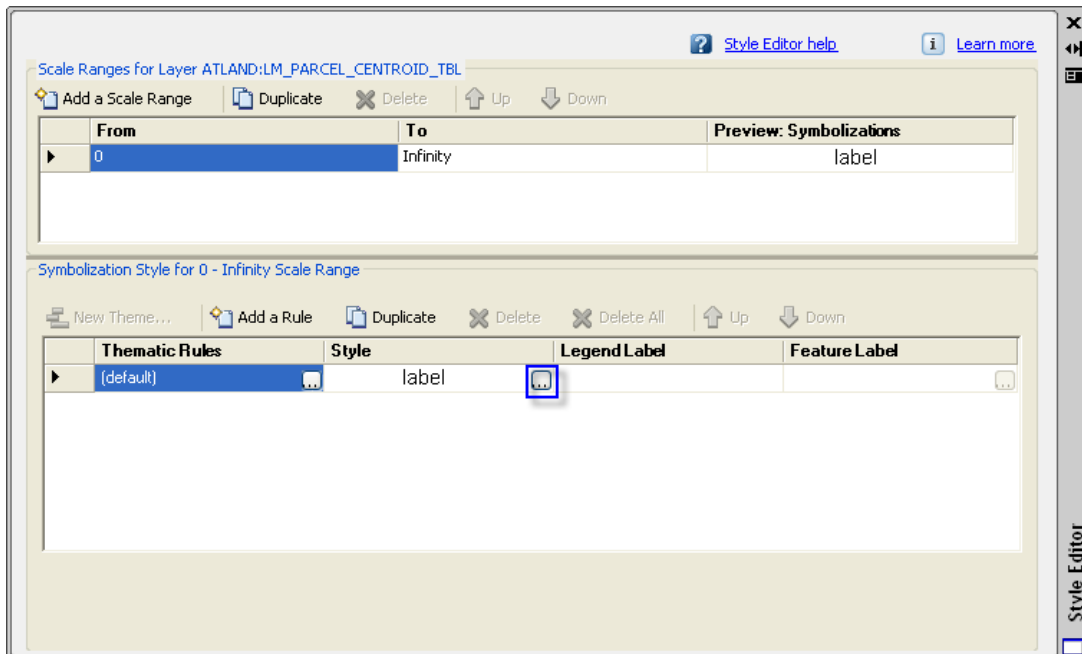 Style Editor help Learn more
Scale Ranges for Layer ATLAND:LM_PARCEL_CENTROID_TBL
Add a Scale Range Duplicate Delete Up Down
From To Preview: Symbolizations
0 Infinity label
Symbolization Style for 0 - Infinity Scale Range
New Theme... Add a Rule Duplicate Delete Delete All Up Down
Thematic Rules Style Legend Label Feature Label
(default) ... label ... ...
Style Editor